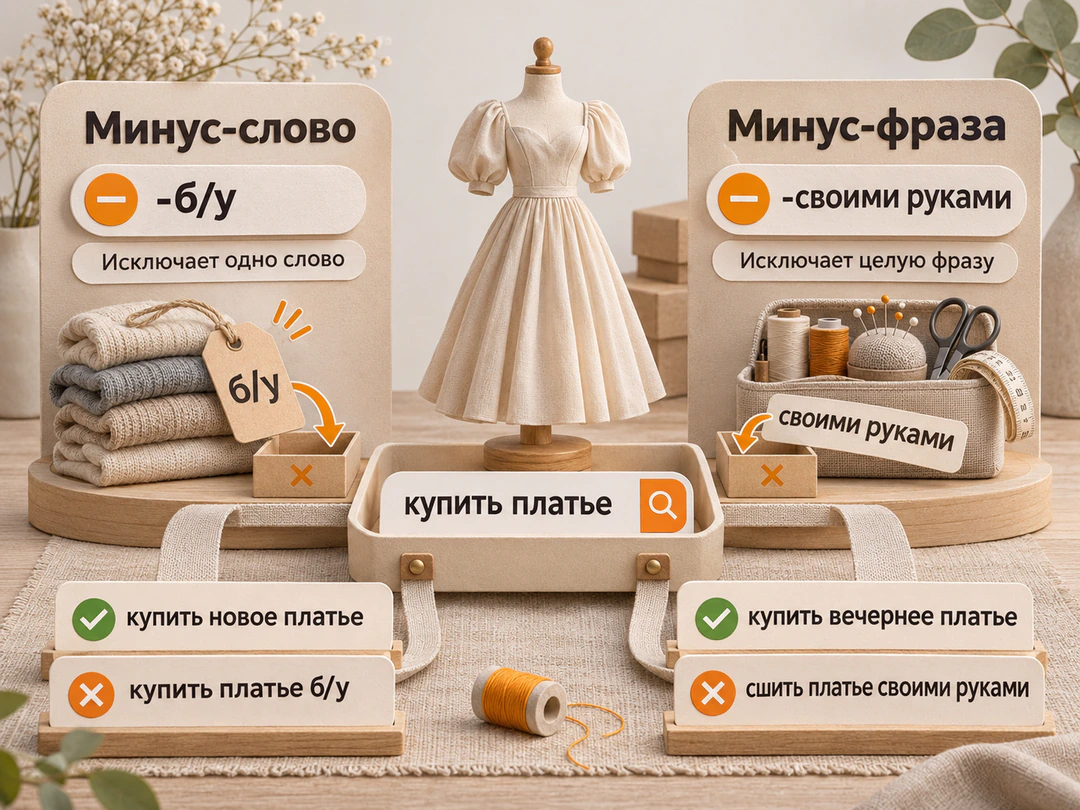 Минус-слово
-б/у
Исключает одно слово
б/у
Минус-фраза
-своими руками
Исключает целую фразу
своими руками
купить платье
купить новое платье
купить платье б/у
купить вечернее платье
сшить платье своими руками